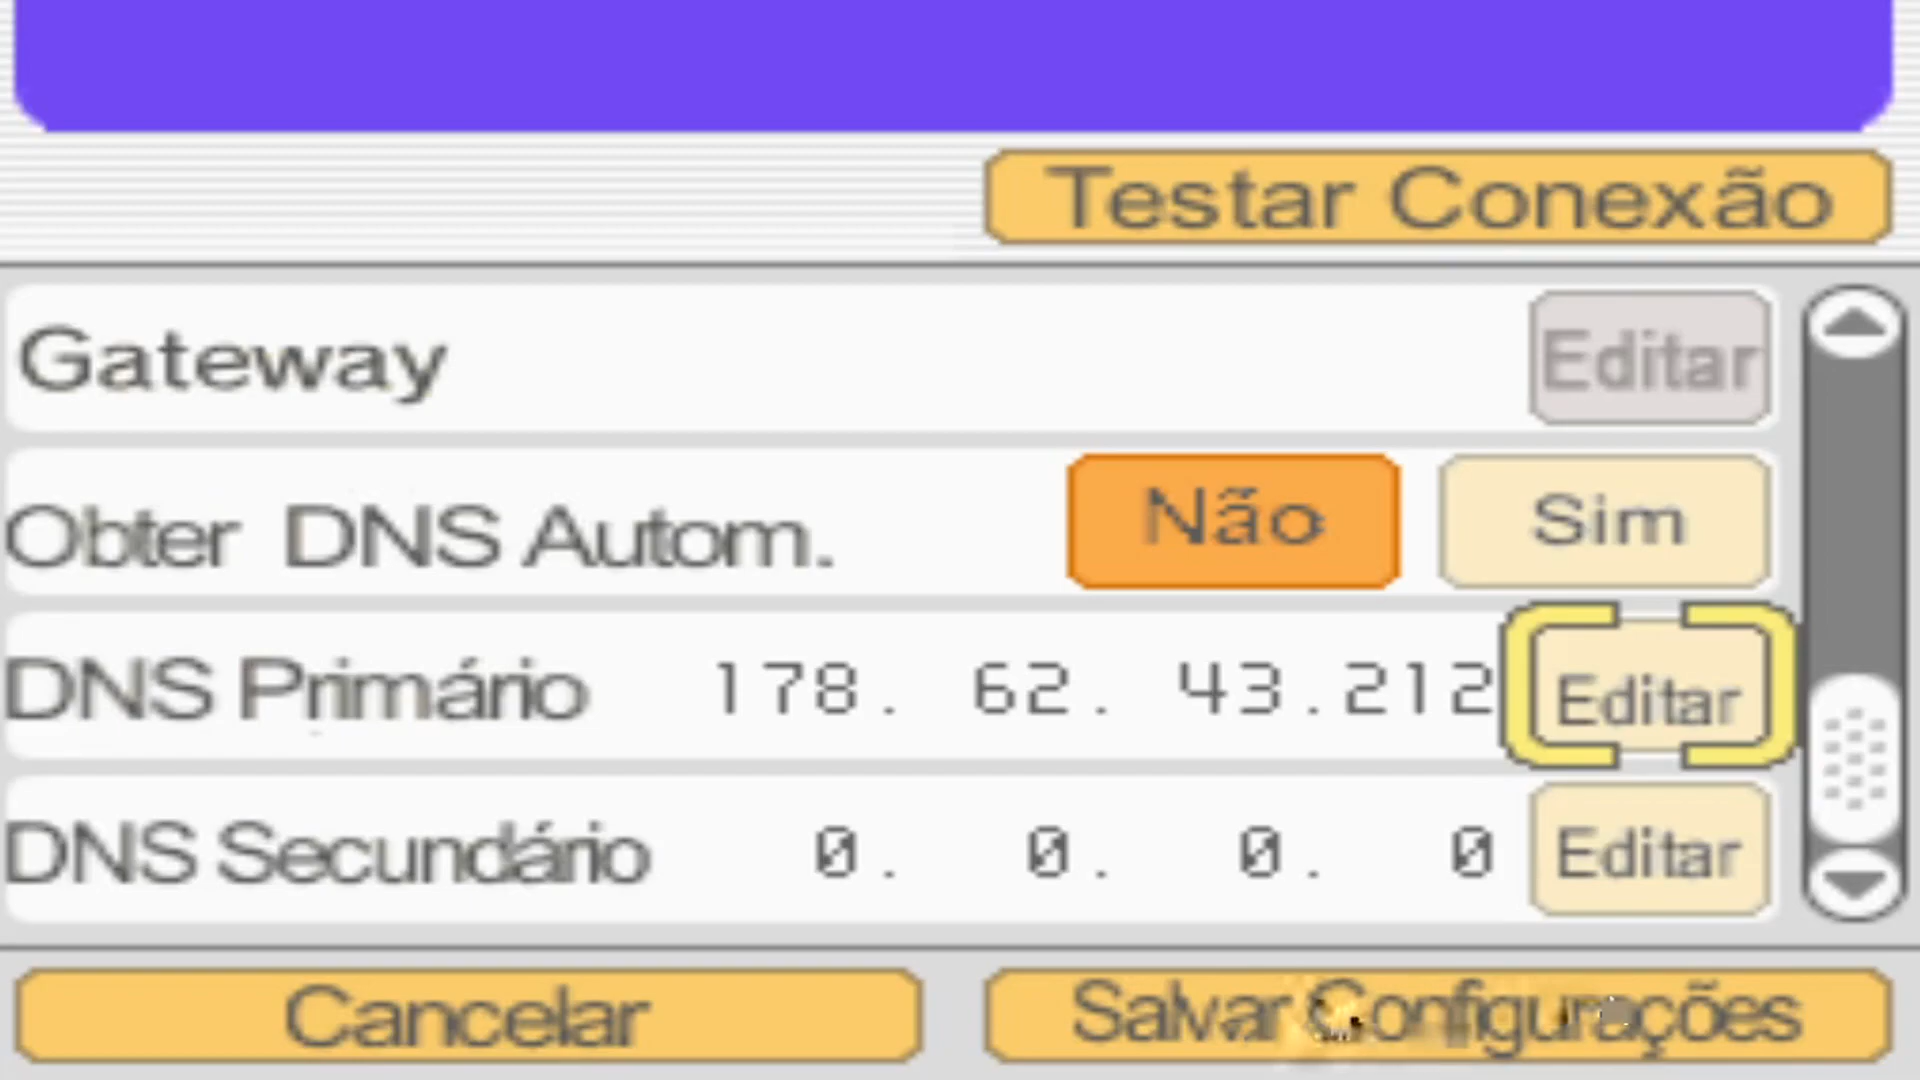 Testar Conexão
Gateway Editar
Obter DNS Autom. Não Sim
DNS Primário 178. 62. 43.212 Editar
DNS Secundário 0. 0. 0. 0 Editar
Cancelar Salvar Configurações